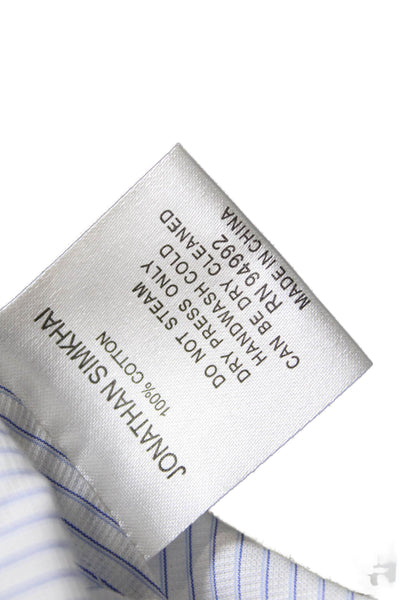 JONATHAN SIMKHAI
100% COTTON
DO NOT STEAM
DRY PRESS ONLY
HANDWASH COLD
CAN BE DRY CLEANED
RN 94992
MADE IN CHINA